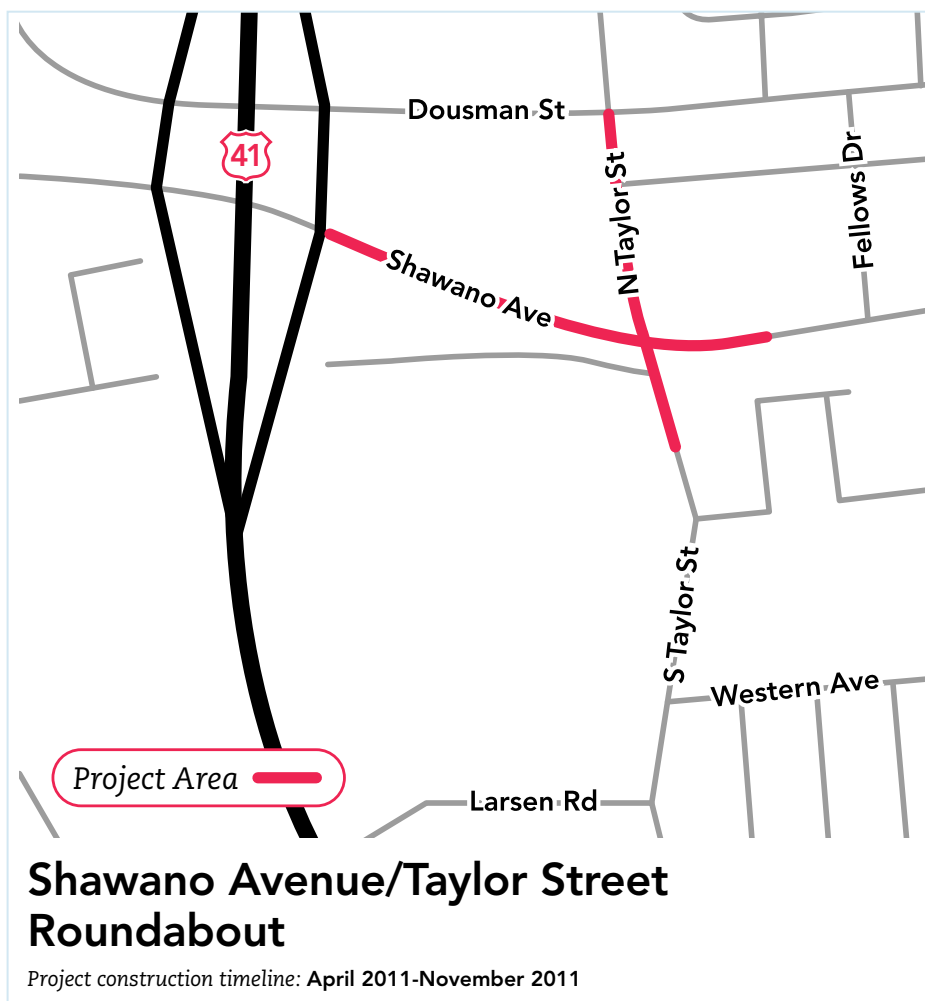 Dousman St
41
N Taylor St
Fellows Dr
Shawano Ave
S Taylor St
Western Ave
Project Area
Larsen Rd
Shawano Avenue/Taylor Street
Roundabout
Project construction timeline: April 2011-November 2011